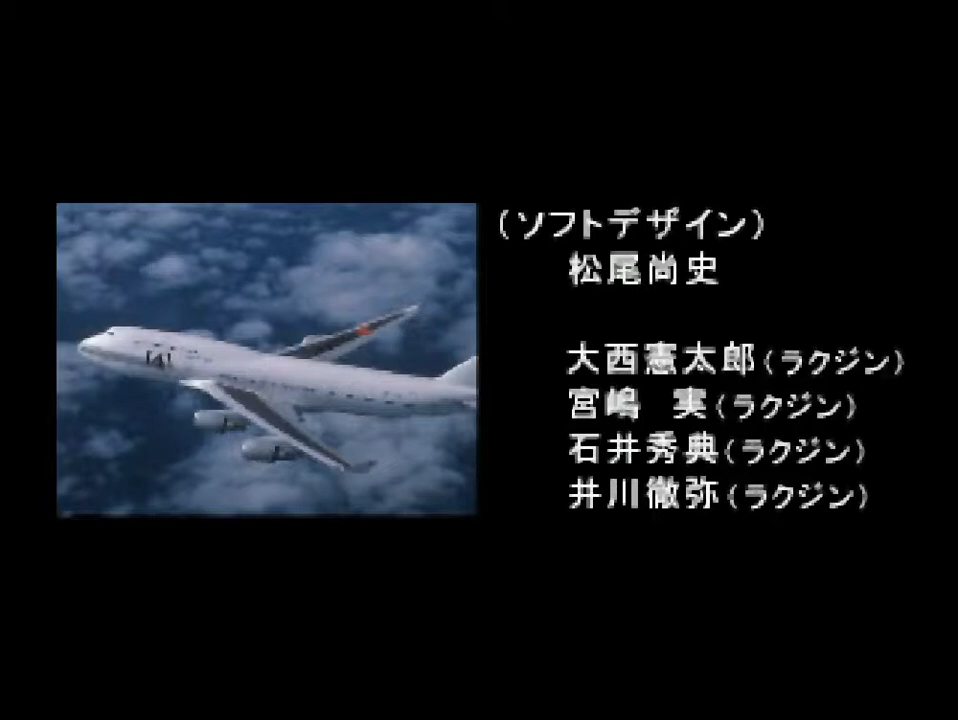 (ソフトデザイン)
松尾尚史
大西憲太郎(ラクジン)
宮嶋　実(ラクジン)
石井秀典(ラクジン)
井川徹弥(ラクジン)
JAL